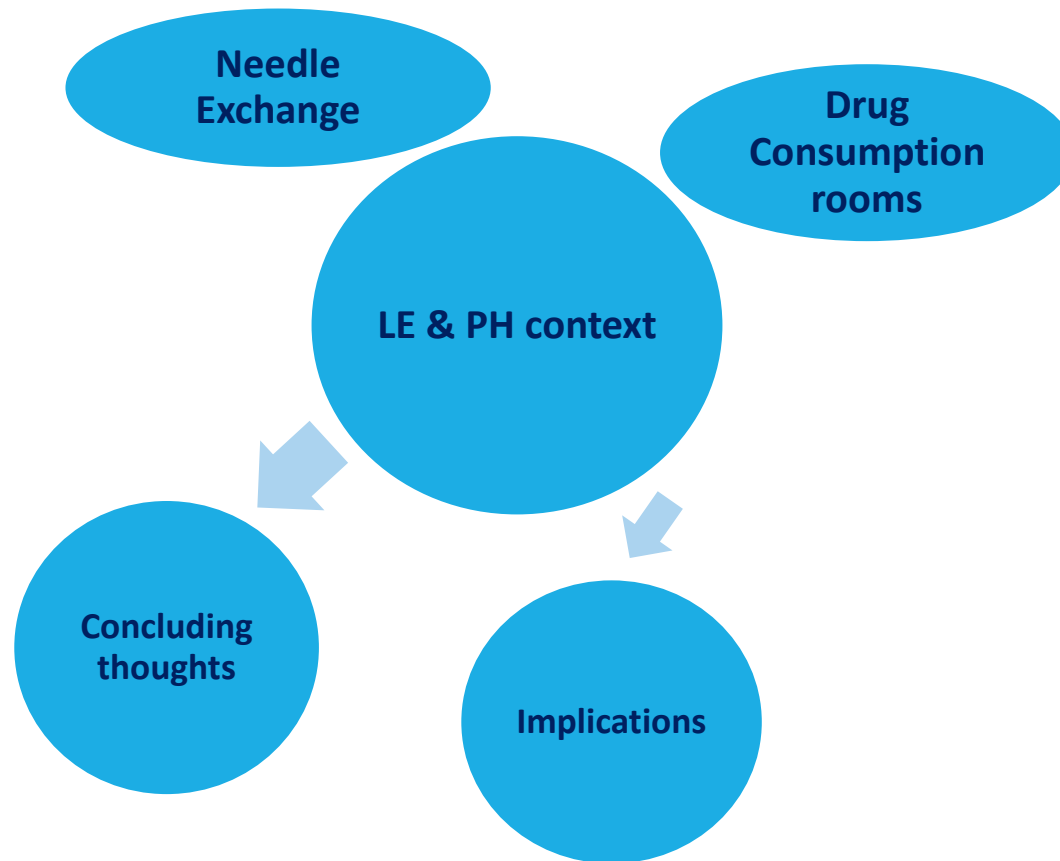 Needle
Exchange
Drug
Consumption
rooms
LE & PH context
Concluding
thoughts
Implications